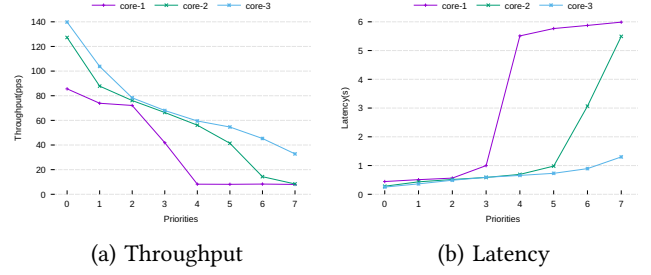 core-1 core-2 core-3
140
120
100
80
60
40
20
0
Throughput(pps)
0 1 2 3 4 5 6 7
Priorities
(a) Throughput
core-1 core-2 core-3
6
5
4
3
2
1
0
Latency(s)
0 1 2 3 4 5 6 7
Priorities
(b) Latency